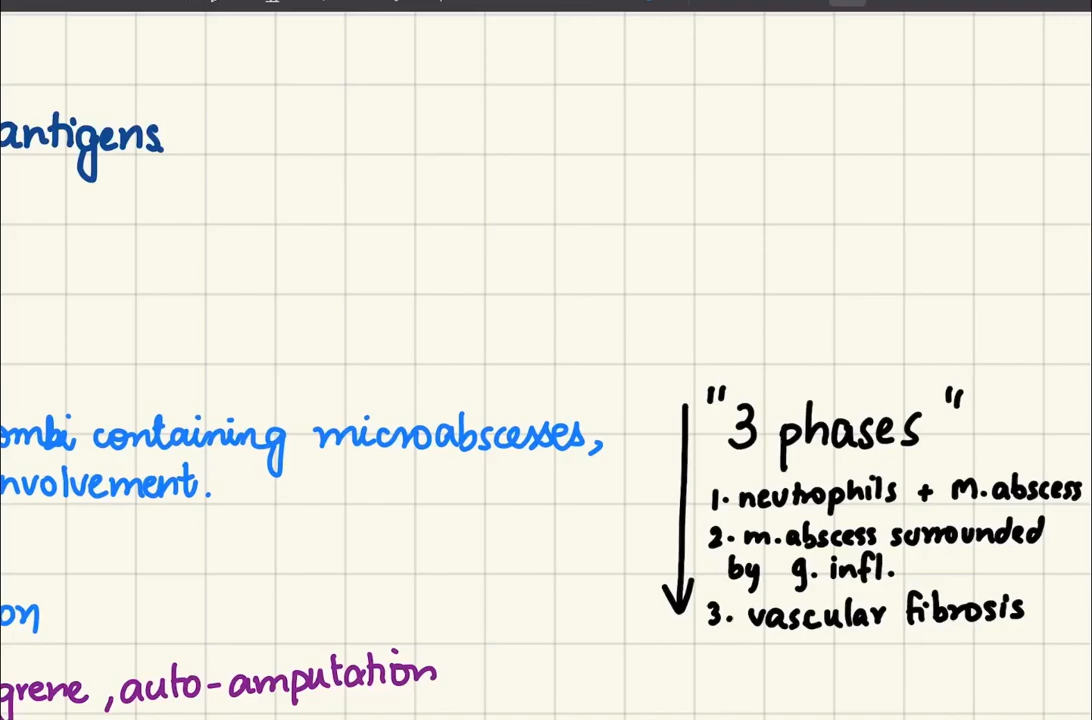 antigens
ombi containing microabscesses,
nvolvement.
"3 phases"
1. neutrophils + m.abscess
2. m.abscess surrounded
by g. infl.
3. vascular fibrosis
on
grene, auto-amputation